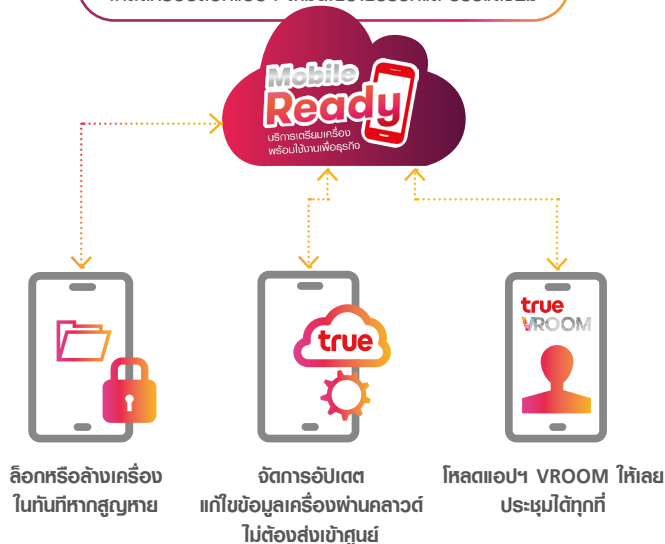 Mobile
Ready
บริการเตรียมเครื่อง
พร้อมใช้งานเพื่อธุรกิจ
true
true
VROOM
ล็อกหรือล้างเครื่อง
ในทันทีหากสูญหาย
จัดการอัปเดต
แก้ไขข้อมูลเครื่องผ่านคลาวด์
ไม่ต้องส่งเข้าศูนย์
โหลดแอปฯ VROOM ให้เลย
ประชุมได้ทุกที่